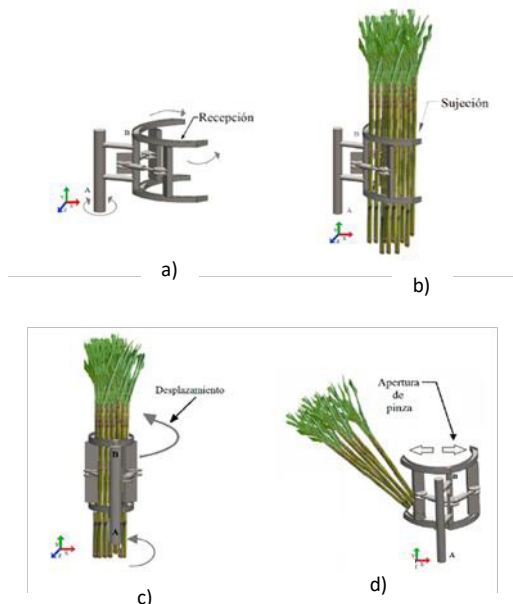 B
Recepción
A
a)
B
Sujeción
A
b)
Desplazamiento
B
A
c)
Apertura
de
pinza
B
A
d)